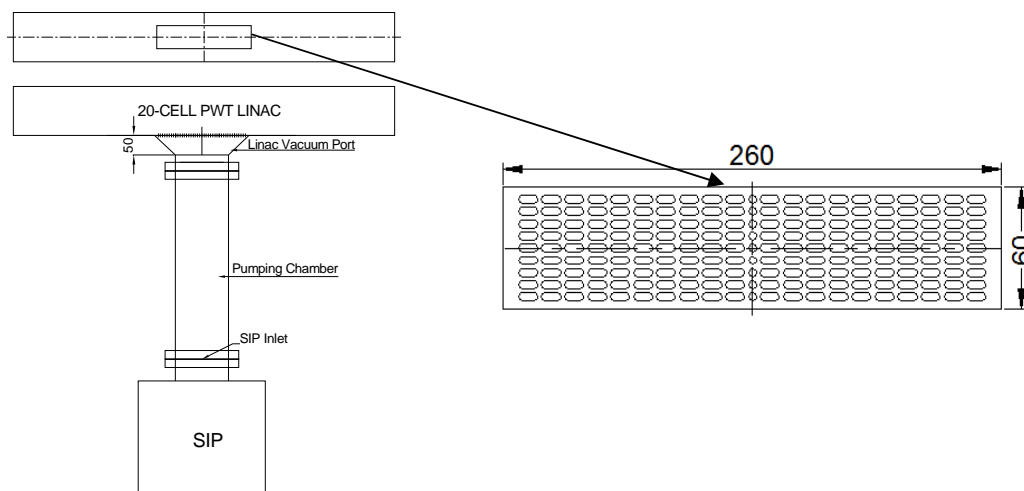 20-CELL PWT LINAC
50
Linac Vacuum Port
260
60
Pumping Chamber
SIP Inlet
SIP